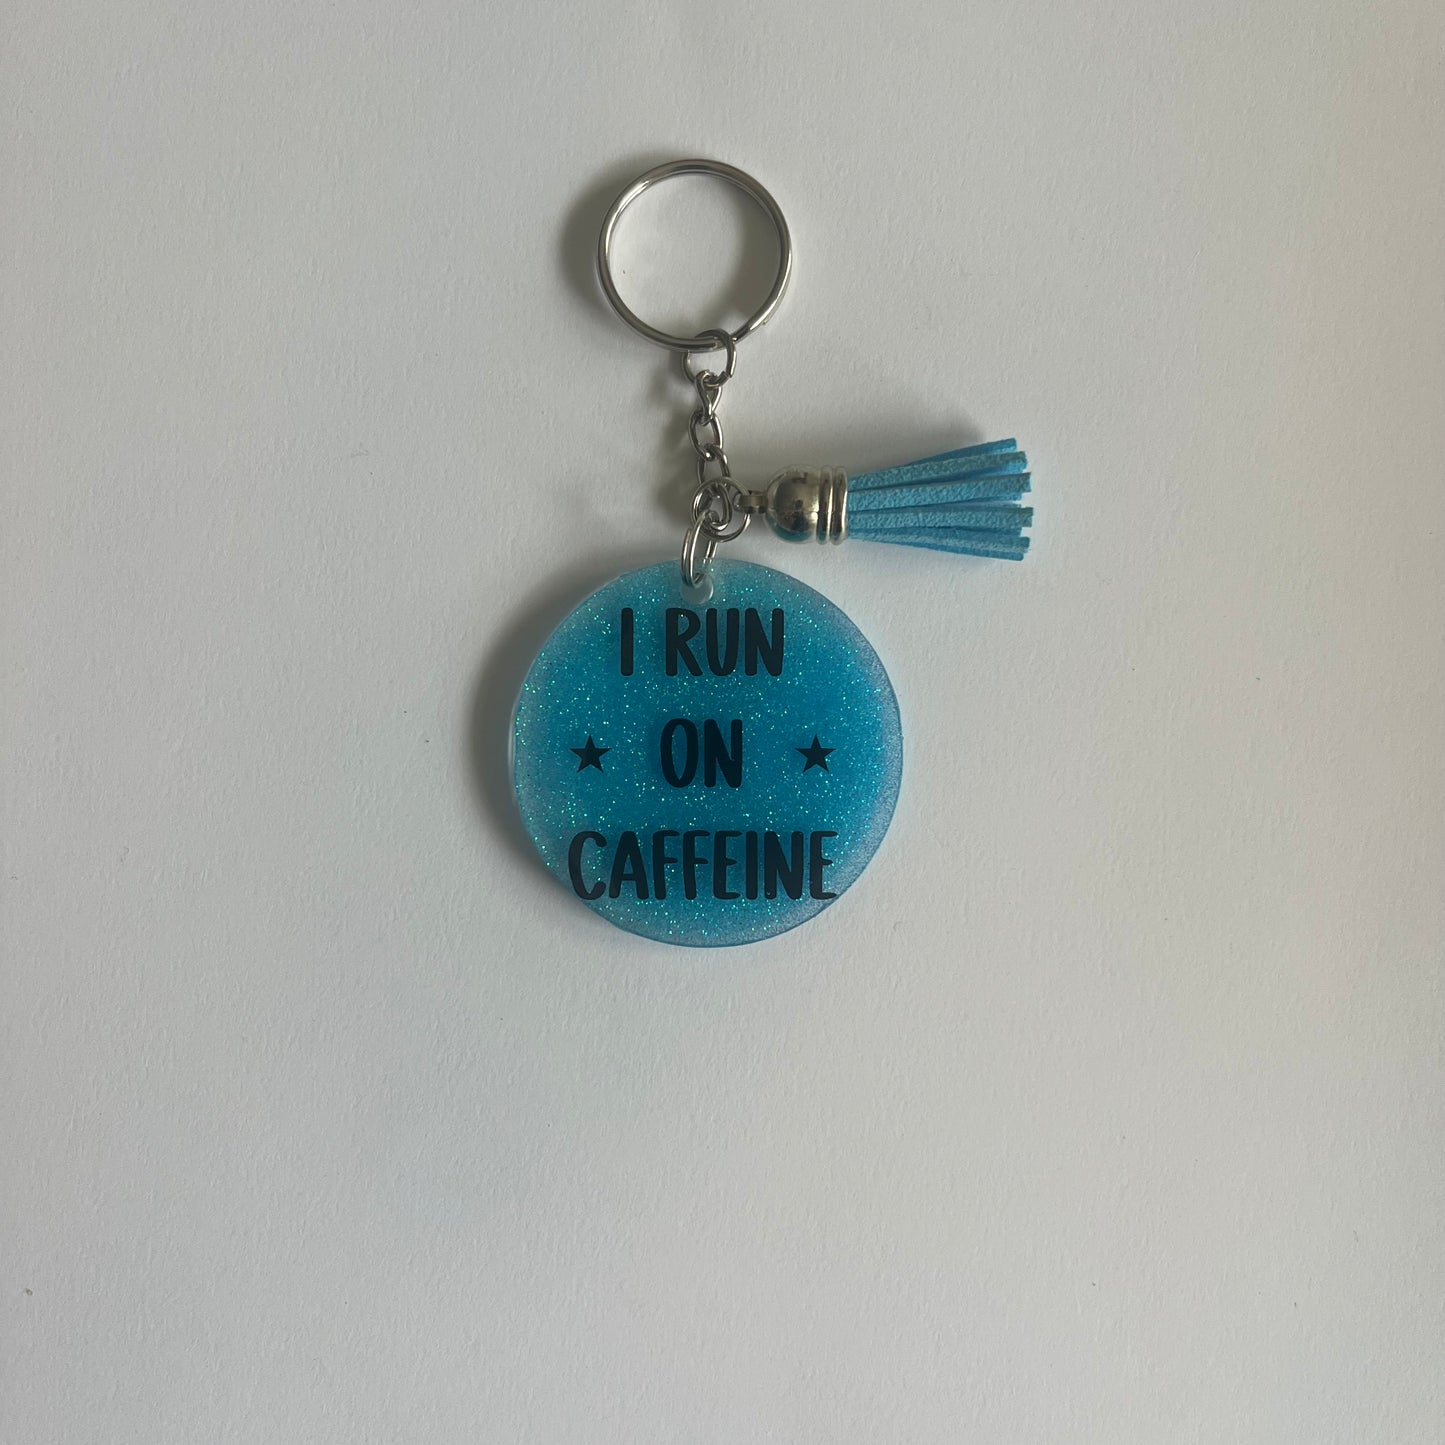 I RUN
★ ON ★
CAFFEINE